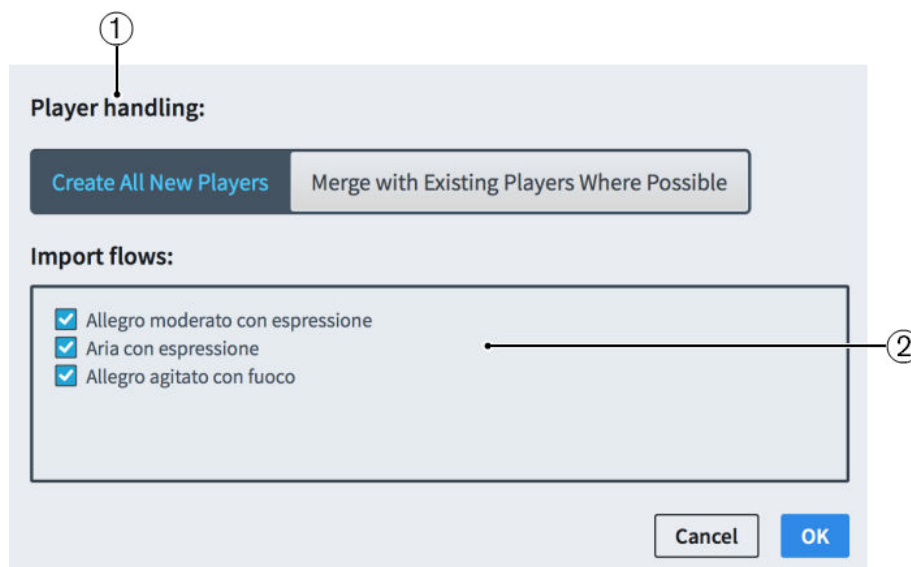 ①
Player handling:
Create All New Players Merge with Existing Players Where Possible
Import flows:
Allegro moderato con espressione
Aria con espressione
②
Allegro agitato con fuoco
Cancel OK